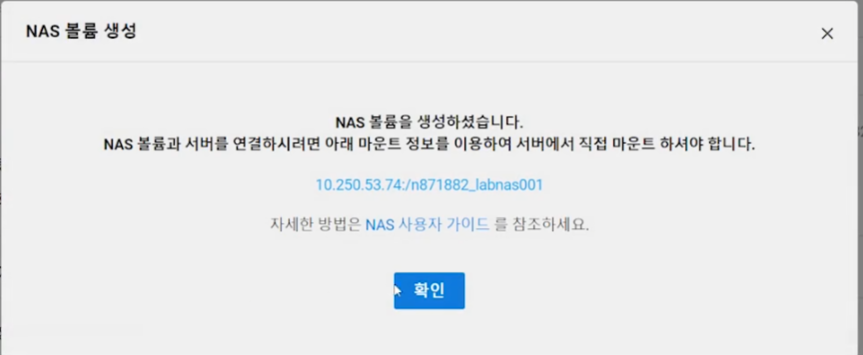 NAS 볼륨 생성
NAS 볼륨을 생성하셨습니다.
NAS 볼륨과 서버를 연결하시려면 아래 마운트 정보를 이용하여 서버에서 직접 마운트 하셔야 합니다.
10.250.53.74:/n871882_labnas001
자세한 방법은 NAS 사용자 가이드 를 참조하세요.
확인